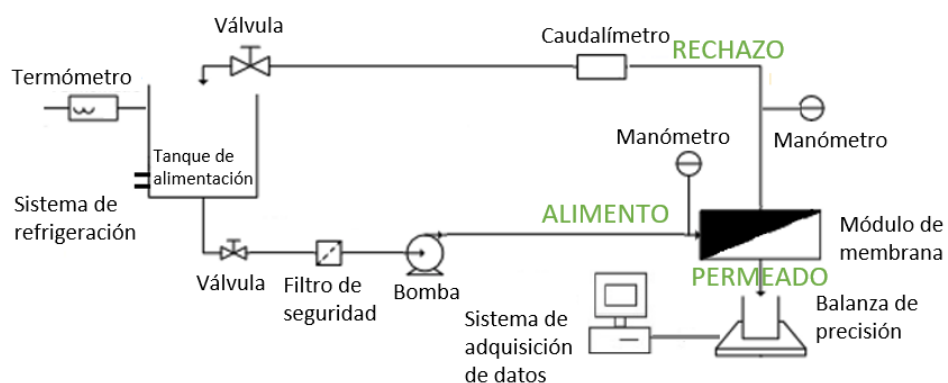 Válvula
Caudalímetro
RECHAZO
Termómetro
Manómetro
Manómetro
Tanque de
alimentación
Sistema de
refrigeración
ALIMENTO
Módulo de
membrana
Válvula
Filtro de
seguridad
Bomba
PERMEADO
Sistema de
adquisición
de datos
Balanza de
precisión